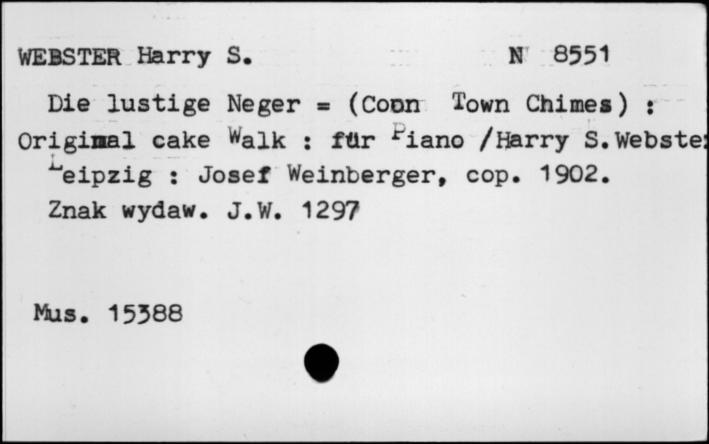 WEBSTER Harry S. N 8551
Die lustige Neger = (Coon Town Chimes) :
Original cake Walk : für Piano /Harry S.Webster
Leipzig : Josef Weinberger, cop. 1902.
Znak wydaw. J.W. 1297
Mus. 15388